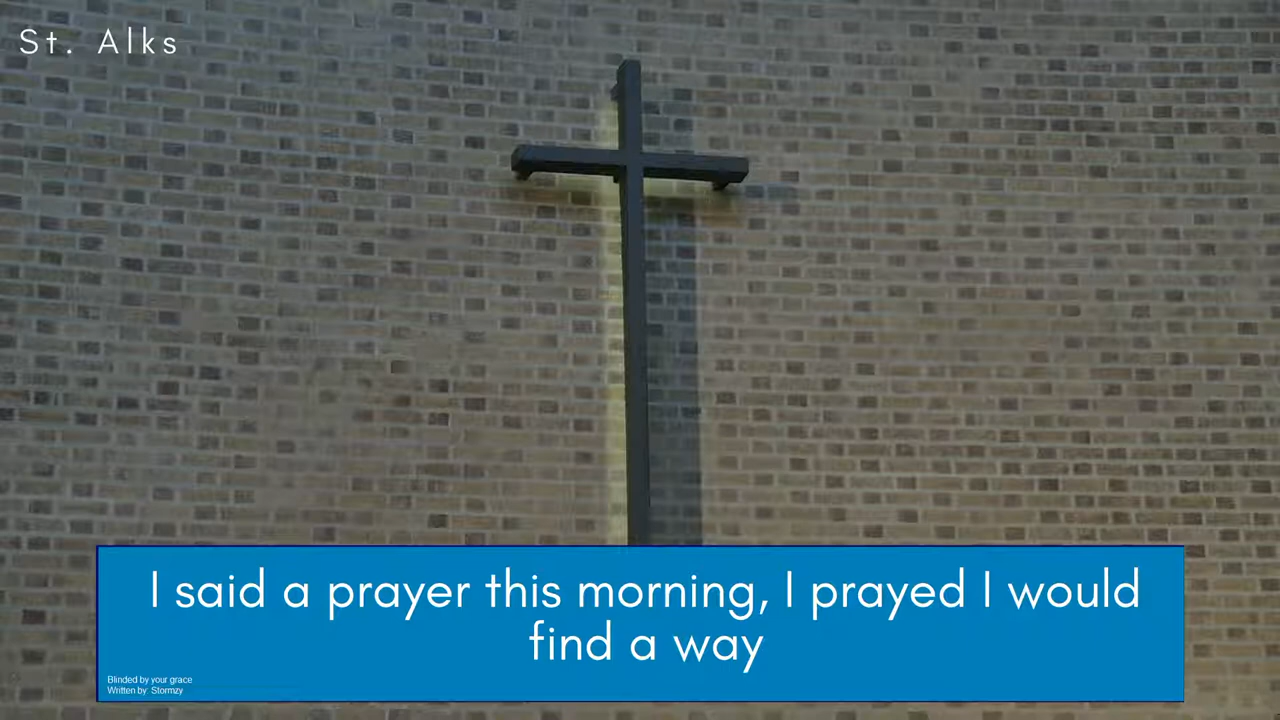 St. Alks
I said a prayer this morning, I prayed I would
find a way
Blinded by your grace
Written by: Stormzy